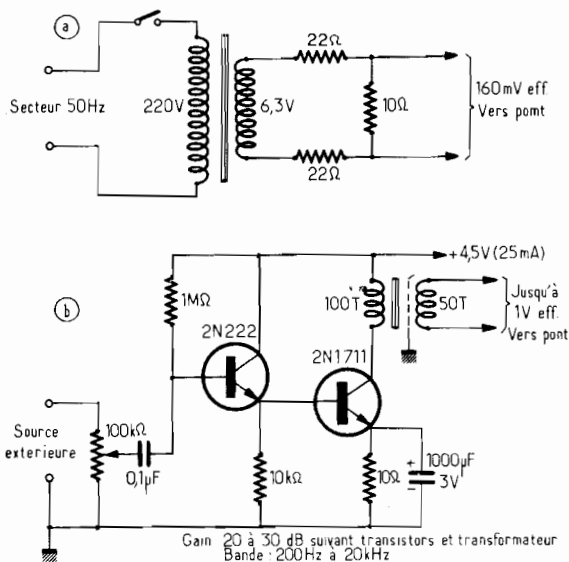 a
22Ω
Secteur 50Hz
220V
6,3V
10Ω
160mV eff.
Vers pomt
22Ω
b
+4,5V (25mA)
1MΩ
100T
50T
Jusqu'à
1V eff.
Vers pont
2N222
2N1711
Source
exterieure
100kΩ
0,1µF
10kΩ
10Ω
+
1000µF
–
3V
Gain 20 à 30 dB suivant transistors et transformateur
Bande : 200Hz à 20kHz